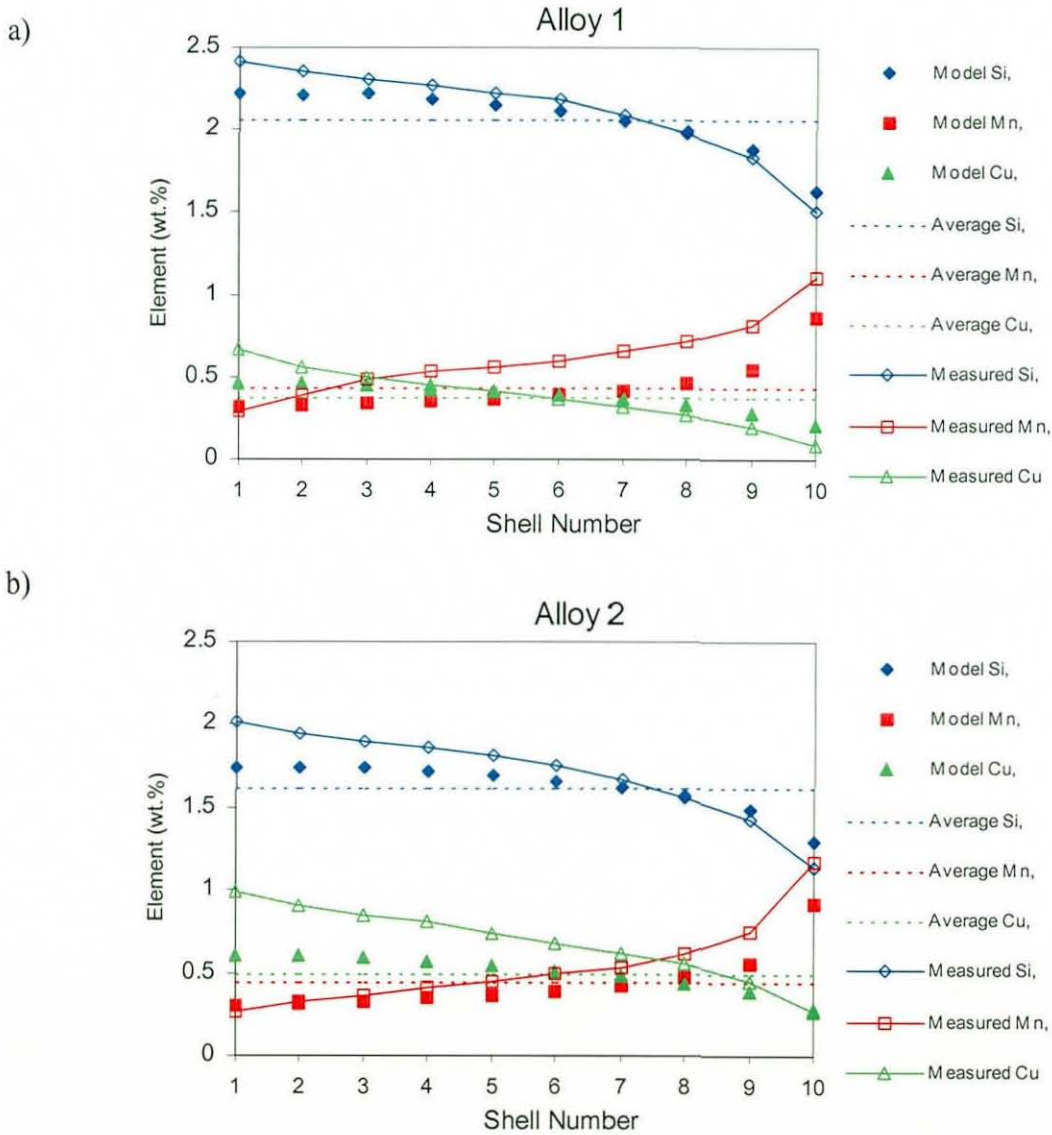 a)
Alloy 1
2.5
2
1.5
1
0.5
0
Element (wt.%)
1 2 3 4 5 6 7 8 9 10
Shell Number
Model Si,
Model Mn,
Model Cu,
Average Si,
Average Mn,
Average Cu,
Measured Si,
Measured Mn,
Measured Cu
b)
Alloy 2
2.5
2
1.5
1
0.5
0
Element (wt.%)
1 2 3 4 5 6 7 8 9 10
Shell Number
Model Si,
Model Mn,
Model Cu,
Average Si,
Average Mn,
Average Cu,
Measured Si,
Measured Mn,
Measured Cu